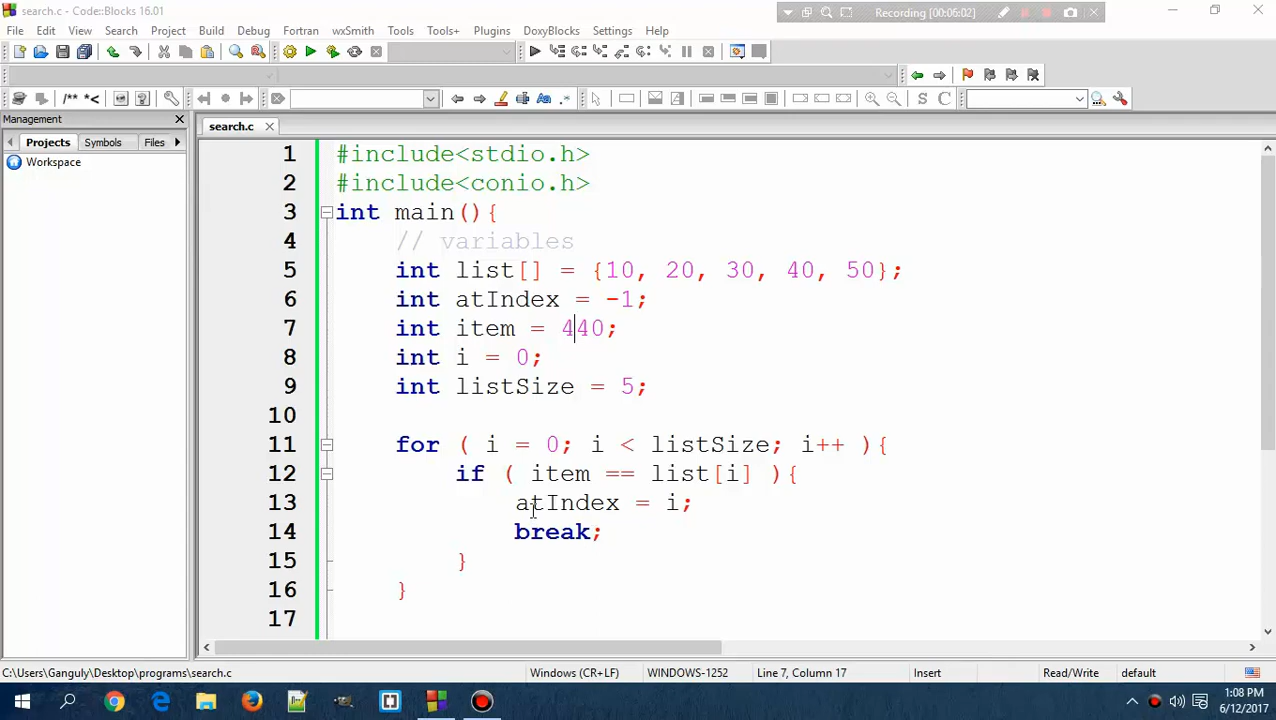 search.c - Code::Blocks 16.01
Recording [00:06:02]
File Edit View Search Project Build Debug Fortran wxSmith Tools Tools+ Plugins DoxyBlocks Settings Help
/** *<
S C
Management
search.c
Projects Symbols Files
Workspace
1 #include<stdio.h>
2 #include<conio.h>
3 int main(){
4 // variables
5 int list[] = {10, 20, 30, 40, 50};
6 int atIndex = -1;
7 int item = 440;
8 int i = 0;
9 int listSize = 5;
10
11 for ( i = 0; i < listSize; i++ ){
12 if ( item == list[i] ){
13 atIndex = i;
14 break;
15 }
16 }
17
C:\Users\Ganguly\Desktop\programs\search.c Windows (CR+LF) WINDOWS-1252 Line 7, Column 17 Insert Read/Write default
1:08 PM
6/12/2017